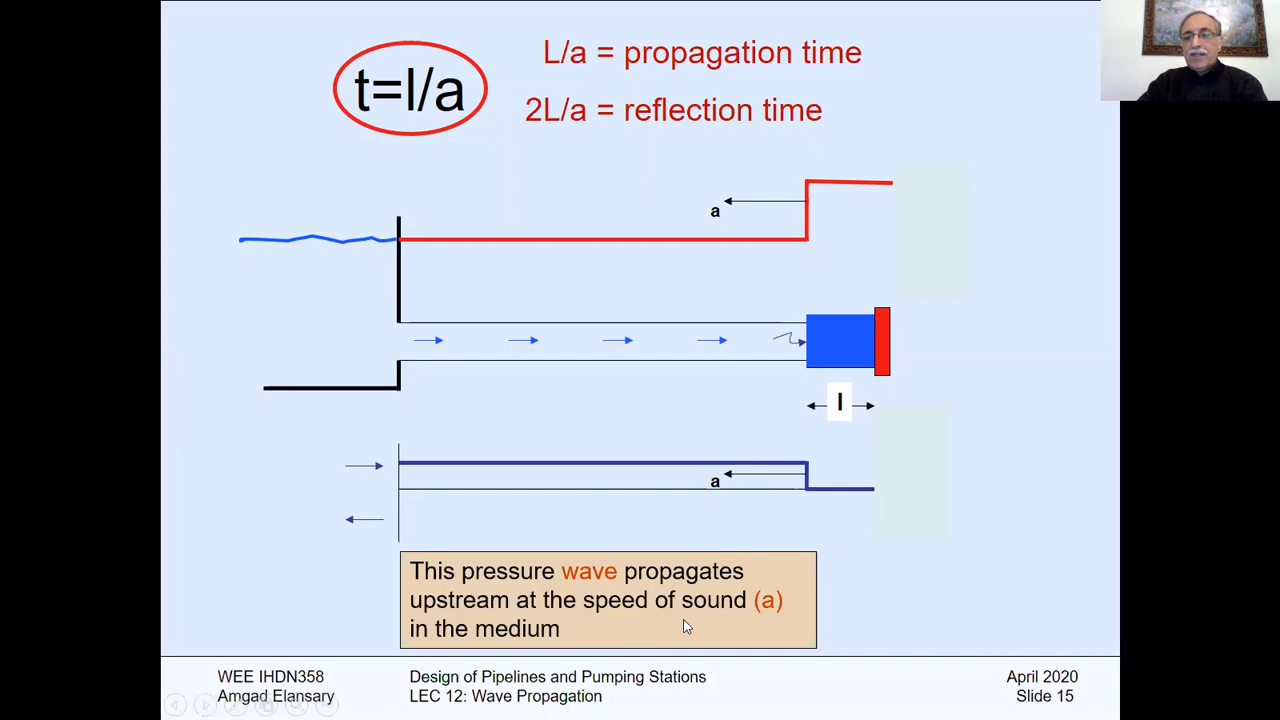 t=l/a
L/a = propagation time
2L/a = reflection time
a
l
a
This pressure wave propagates
upstream at the speed of sound (a)
in the medium
WEE IHDN358
Amgad Elansary
Design of Pipelines and Pumping Stations
LEC 12: Wave Propagation
April 2020
Slide 15